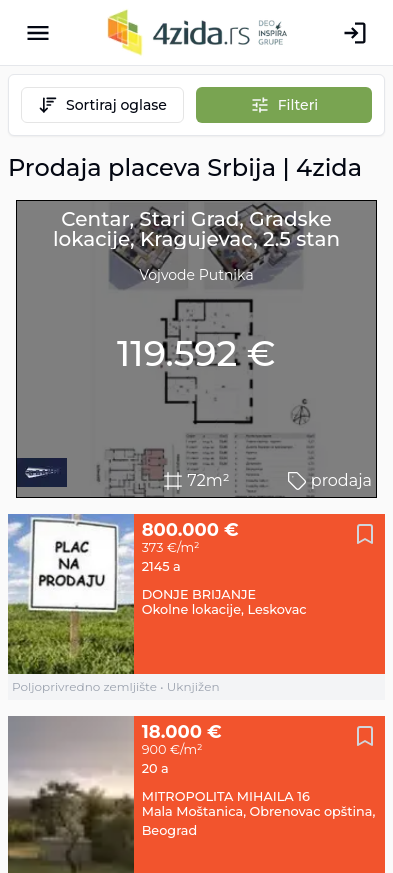 4zida.rs
DEO
INSPIRA
GRUPE
Sortiraj oglase
Filteri
Prodaja placeva Srbija | 4zida
Centar, Stari Grad, Gradske
lokacije, Kragujevac, 2.5 stan
Vojvode Putnika
119.592 €
72m²
prodaja
PLAC
NA
PRODAJU
800.000 €
373 €/m²
2145 a
DONJE BRIJANJE
Okolne lokacije, Leskovac
Poljoprivredno zemljište • Uknjižen
18.000 €
900 €/m²
20 a
MITROPOLITA MIHAILA 16
Mala Moštanica, Obrenovac opština,
Beograd